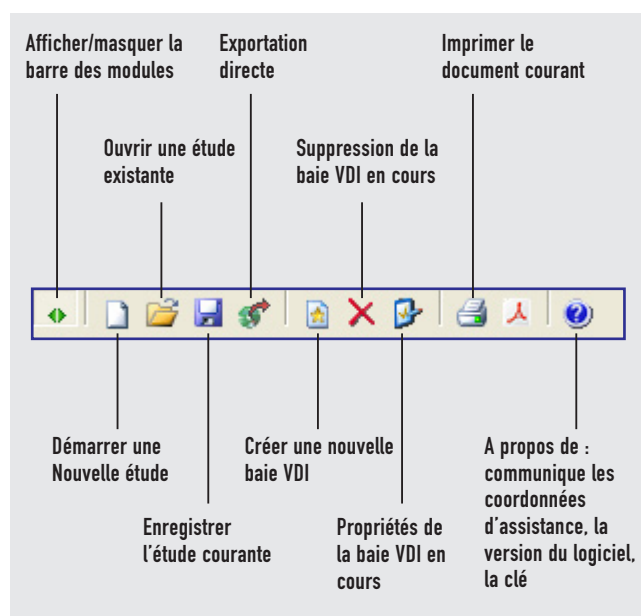 Afficher/masquer la
barre des modules
Exportation
directe
Imprimer le
document courant
Ouvrir une étude
existante
Suppression de la
baie VDI en cours
Démarrer une
Nouvelle étude
Créer une nouvelle
baie VDI
A propos de :
communique les
coordonnées
d'assistance, la
version du logiciel,
la clé
Enregistrer
l'étude courante
Propriétés de
la baie VDI en
cours